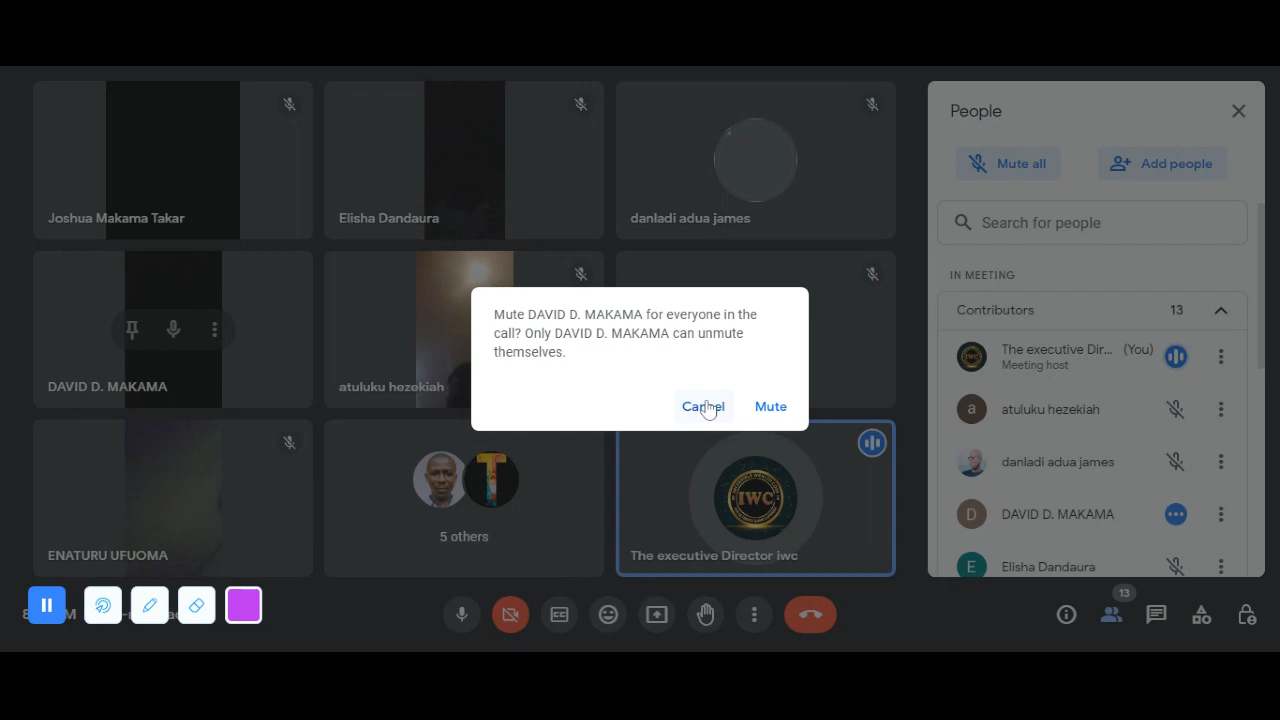 Joshua Makama Takar
Elisha Dandaura
danladi adua james
DAVID D. MAKAMA
atuluku hezekiah
ENATURU UFUOMA
5 others
IWC
The executive Director iwc
Mute DAVID D. MAKAMA for everyone in the
call? Only DAVID D. MAKAMA can unmute
themselves.
Cancel
Mute
People
Mute all
Add people
Search for people
IN MEETING
Contributors
13
The executive Dir... (You)
Meeting host
a
atuluku hezekiah
danladi adua james
D
DAVID D. MAKAMA
E
Elisha Dandaura
CC
13